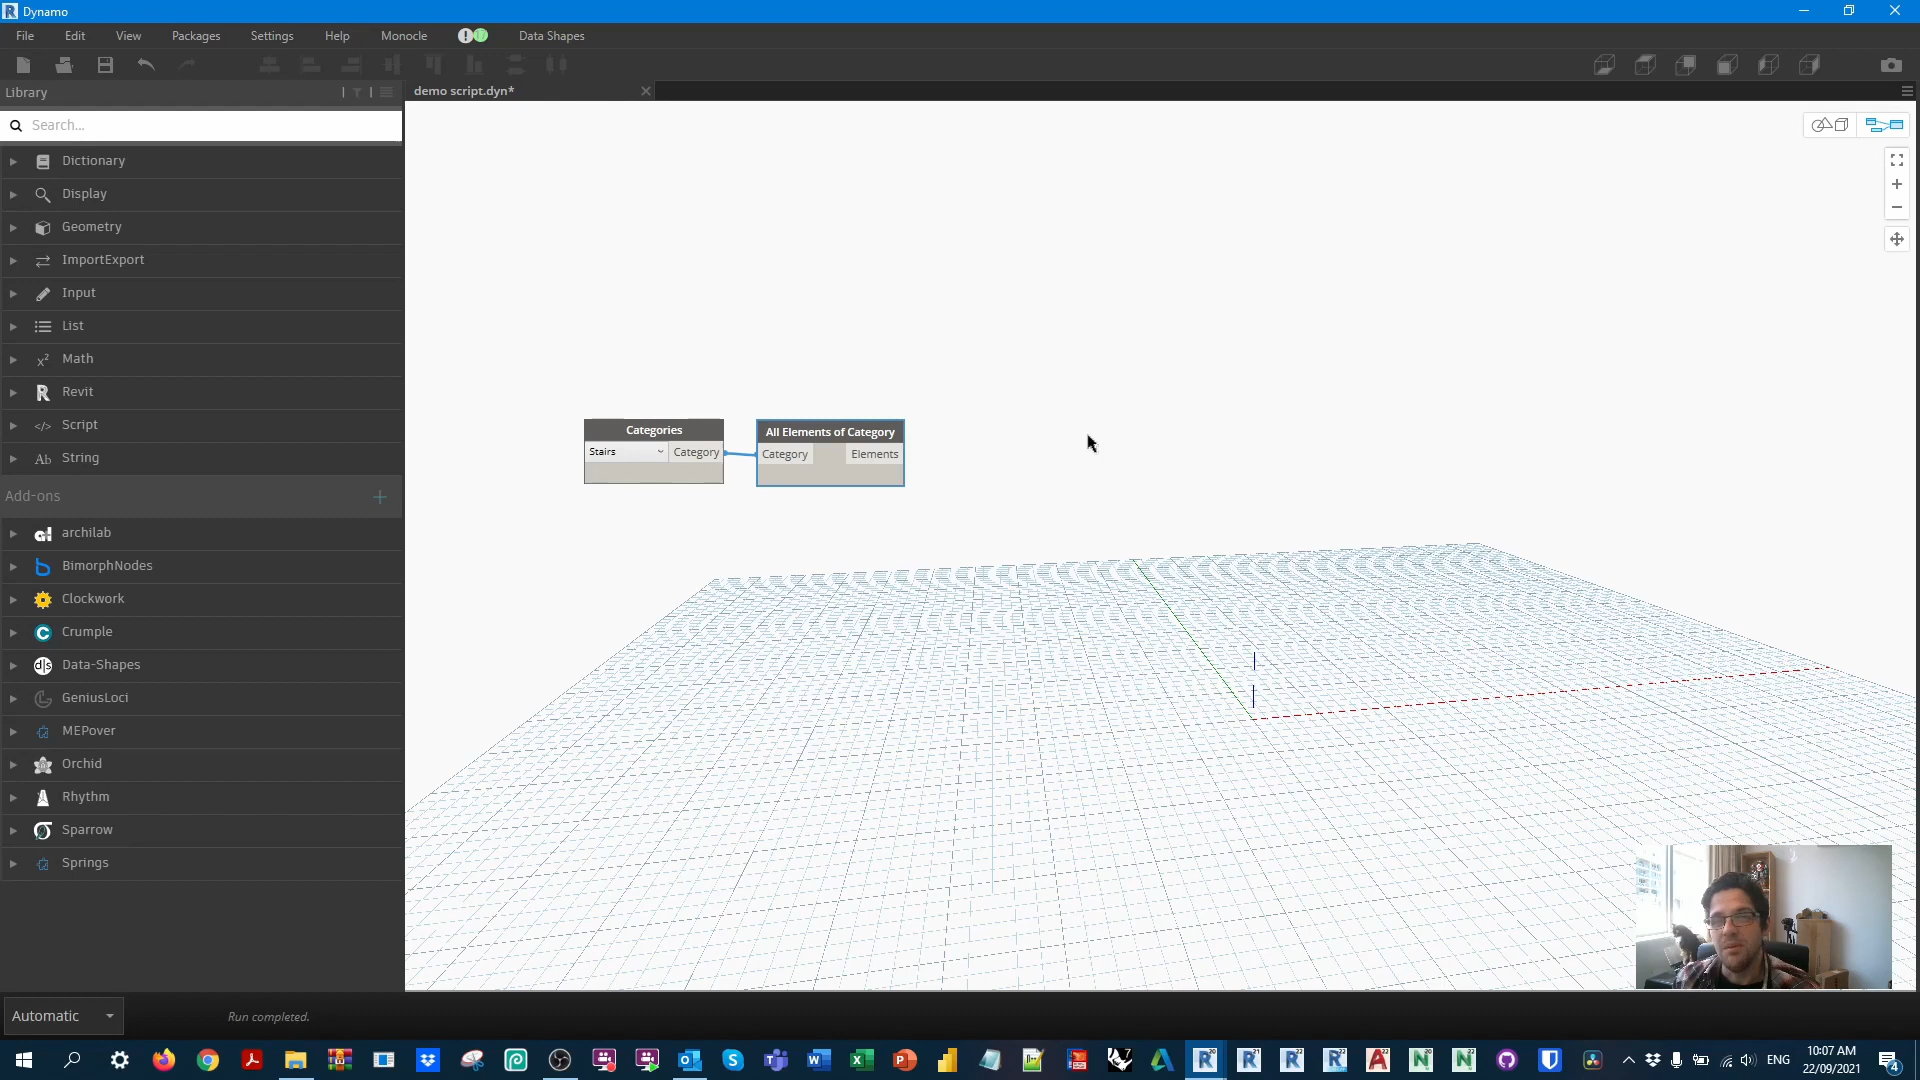 Dynamo
File Edit View Packages Settings Help Monocle Data Shapes
Library
demo script.dyn*
Search...
Dictionary
Display
Geometry
ImportExport
Input
List
Math
Revit
Script
String
Add-ons
archilab
BimorphNodes
Clockwork
Crumple
Data-Shapes
GeniusLoci
MEPover
Orchid
Rhythm
Sparrow
Springs
Categories
Stairs Category
All Elements of Category
Category Elements
Automatic
Run completed.
ENG
10:07 AM
22/09/2021
4